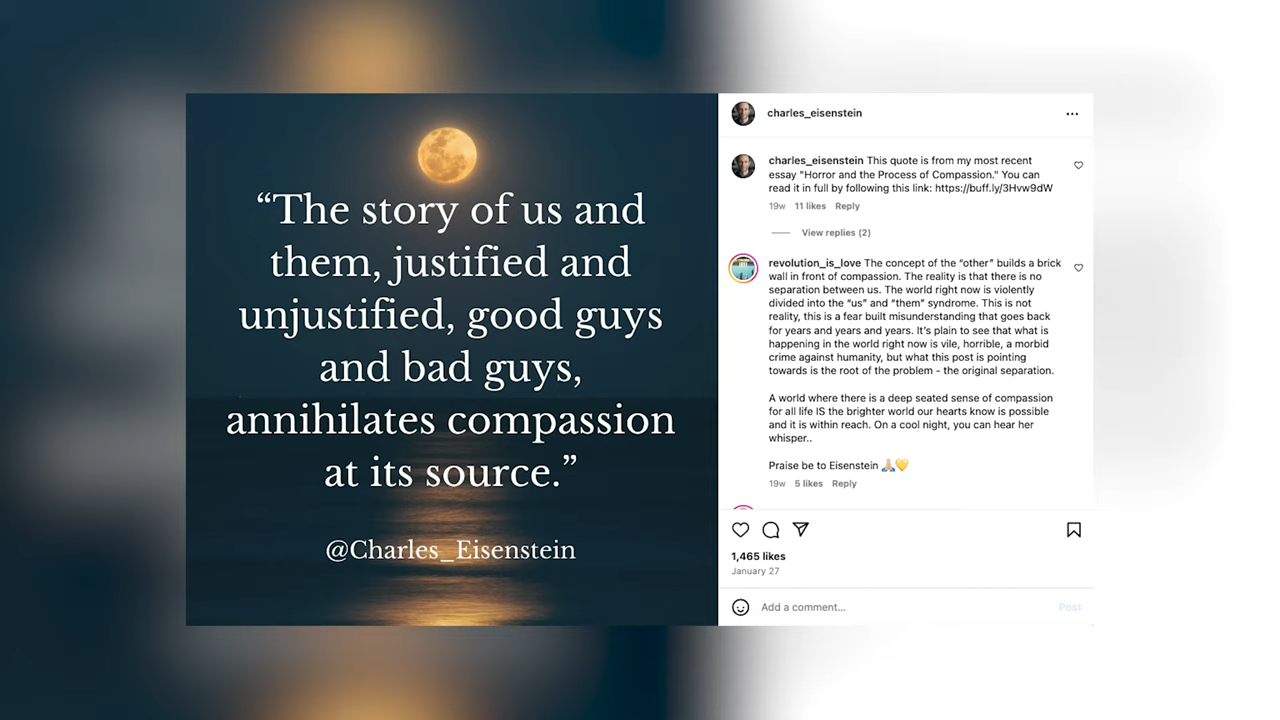 “The story of us and
them, justified and
unjustified, good guys
and bad guys,
annihilates compassion
at its source.”
@Charles_Eisenstein
charles_eisenstein
charles_eisenstein This quote is from my most recent
essay "Horror and the Process of Compassion." You can
read it in full by following this link: https://buff.ly/3Hvw9dW
19w 11 likes Reply
View replies (2)
revolution_is_love The concept of the “other” builds a brick
wall in front of compassion. The reality is that there is no
separation between us. The world right now is violently
divided into the “us” and “them” syndrome. This is not
reality, this is a fear built misunderstanding that goes back
for years and years and years. It’s plain to see that what is
happening in the world right now is vile, horrible, a morbid
crime against humanity, but what this post is pointing
towards is the root of the problem - the original separation.
A world where there is a deep seated sense of compassion
for all life IS the brighter world our hearts know is possible
and it is within reach. On a cool night, you can hear her
whisper..
Praise be to Eisenstein 🙏🏼💛
19w 5 likes Reply
1,465 likes
January 27
Add a comment...
Post